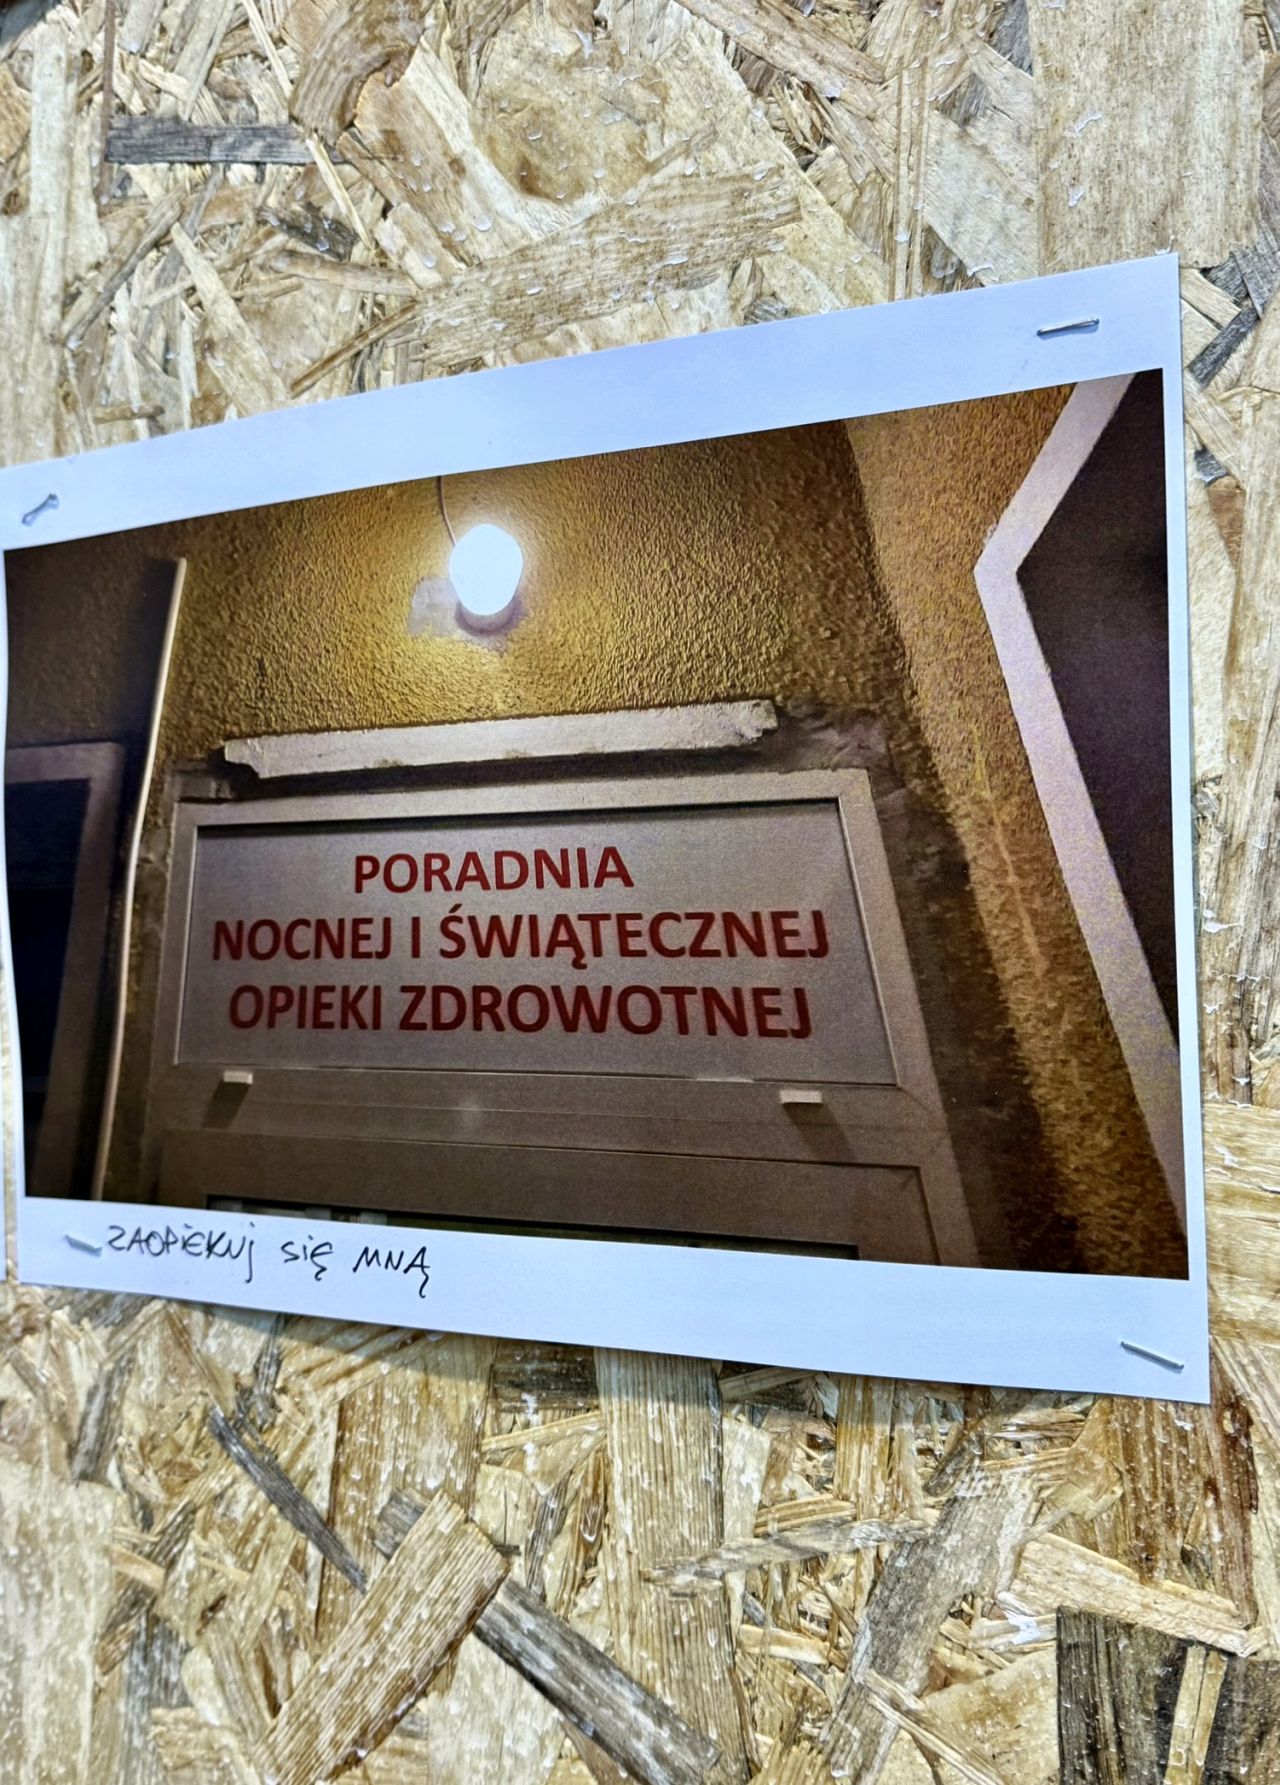 PORADNIA
NOCNEJ I ŚWIĄTECZNEJ
OPIEKI ZDROWOTNEJ
ZAOPIEKUJ SIĘ MNĄ